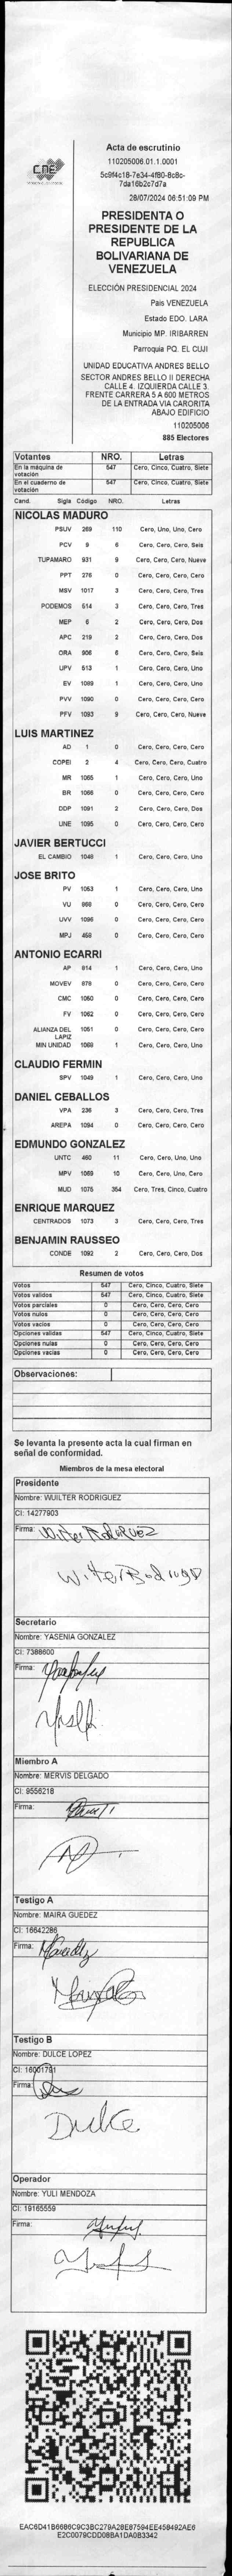 CNE
Acta de escrutinio
110205006.01.1.0001
5c9f4c18-7e34-4f80-8c8c-
7da16b2c7d7a
28/07/2024 06:51:09 PM
PRESIDENTA O
PRESIDENTE DE LA
REPUBLICA
BOLIVARIANA DE
VENEZUELA
ELECCIÓN PRESIDENCIAL 2024
Pais VENEZUELA
Estado EDO. LARA
Municipio MP. IRIBARREN
Parroquia PQ. EL CUJI
UNIDAD EDUCATIVA ANDRES BELLO
SECTOR ANDRES BELLO II DERECHA
CALLE 4. IZQUIERDA CALLE 3.
FRENTE CARRERA 5 A 600 METROS
DE LA ENTRADA VIA CARORITA
ABAJO EDIFICIO
110205006
885 Electores
Votantes NRO. Letras
En la máquina de votación 547 Cero, Cinco, Cuatro, Siete
En el cuaderno de votación 547 Cero, Cinco, Cuatro, Siete
Cand. Sigla Código NRO. Letras
NICOLAS MADURO
PSUV 269 110 Cero, Uno, Uno, Cero
PCV 9 6 Cero, Cero, Cero, Seis
TUPAMARO 931 9 Cero, Cero, Cero, Nueve
PPT 276 0 Cero, Cero, Cero, Cero
MSV 1017 3 Cero, Cero, Cero, Tres
PODEMOS 514 3 Cero, Cero, Cero, Tres
MEP 6 2 Cero, Cero, Cero, Dos
APC 219 2 Cero, Cero, Cero, Dos
ORA 906 6 Cero, Cero, Cero, Seis
UPV 513 1 Cero, Cero, Cero, Uno
EV 1089 1 Cero, Cero, Cero, Uno
PVV 1090 0 Cero, Cero, Cero, Cero
PFV 1093 9 Cero, Cero, Cero, Nueve
LUIS MARTINEZ
AD 1 0 Cero, Cero, Cero, Cero
COPEI 2 4 Cero, Cero, Cero, Cuatro
MR 1065 1 Cero, Cero, Cero, Uno
BR 1066 0 Cero, Cero, Cero, Cero
DDP 1091 2 Cero, Cero, Cero, Dos
UNE 1095 0 Cero, Cero, Cero, Cero
JAVIER BERTUCCI
EL CAMBIO 1048 1 Cero, Cero, Cero, Uno
JOSE BRITO
PV 1053 1 Cero, Cero, Cero, Uno
VU 868 0 Cero, Cero, Cero, Cero
UVV 1096 0 Cero, Cero, Cero, Cero
MPJ 458 0 Cero, Cero, Cero, Cero
ANTONIO ECARRI
AP 814 1 Cero, Cero, Cero, Uno
MOVEV 878 0 Cero, Cero, Cero, Cero
CMC 1050 0 Cero, Cero, Cero, Cero
FV 1052 0 Cero, Cero, Cero, Cero
ALIANZA DEL LAPIZ 1051 0 Cero, Cero, Cero, Cero
MIN UNIDAD 1068 1 Cero, Cero, Cero, Uno
CLAUDIO FERMIN
SPV 1049 1 Cero, Cero, Cero, Uno
DANIEL CEBALLOS
VPA 236 3 Cero, Cero, Cero, Tres
AREPA 1094 0 Cero, Cero, Cero, Cero
EDMUNDO GONZALEZ
UNTC 460 11 Cero, Cero, Uno, Uno
MPV 1069 10 Cero, Cero, Uno, Cero
MUD 1075 354 Cero, Tres, Cinco, Cuatro
ENRIQUE MARQUEZ
CENTRADOS 1073 3 Cero, Cero, Cero, Tres
BENJAMIN RAUSSEO
CONDE 1092 2 Cero, Cero, Cero, Dos
Resumen de votos
Votos 547 Cero, Cinco, Cuatro, Siete
Votos validos 547 Cero, Cinco, Cuatro, Siete
Votos parciales 0 Cero, Cero, Cero, Cero
Votos nulos 0 Cero, Cero, Cero, Cero
Votos vacios 0 Cero, Cero, Cero, Cero
Opciones validas 547 Cero, Cinco, Cuatro, Siete
Opciones nulas 0 Cero, Cero, Cero, Cero
Opciones vacias 0 Cero, Cero, Cero, Cero
Observaciones:
Se levanta la presente acta la cual firman en
señal de conformidad.
Miembros de la mesa electoral
Presidente
Nombre: WUILTER RODRIGUEZ
CI: 14277903
Firma:
Secretario
Nombre: YASENIA GONZALEZ
CI: 7388600
Firma:
Miembro A
Nombre: MERVIS DELGADO
CI: 9556218
Firma:
Testigo A
Nombre: MAIRA GUEDEZ
CI: 16642286
Firma:
Testigo B
Nombre: DULCE LOPEZ
CI: 16001791
Firma:
Dulce
Operador
Nombre: YULI MENDOZA
CI: 19165559
Firma:
EAC6D41B6686C9C3BC279A28E87594EE458492AE6
E2C0079CDD08BA1DA0B3342